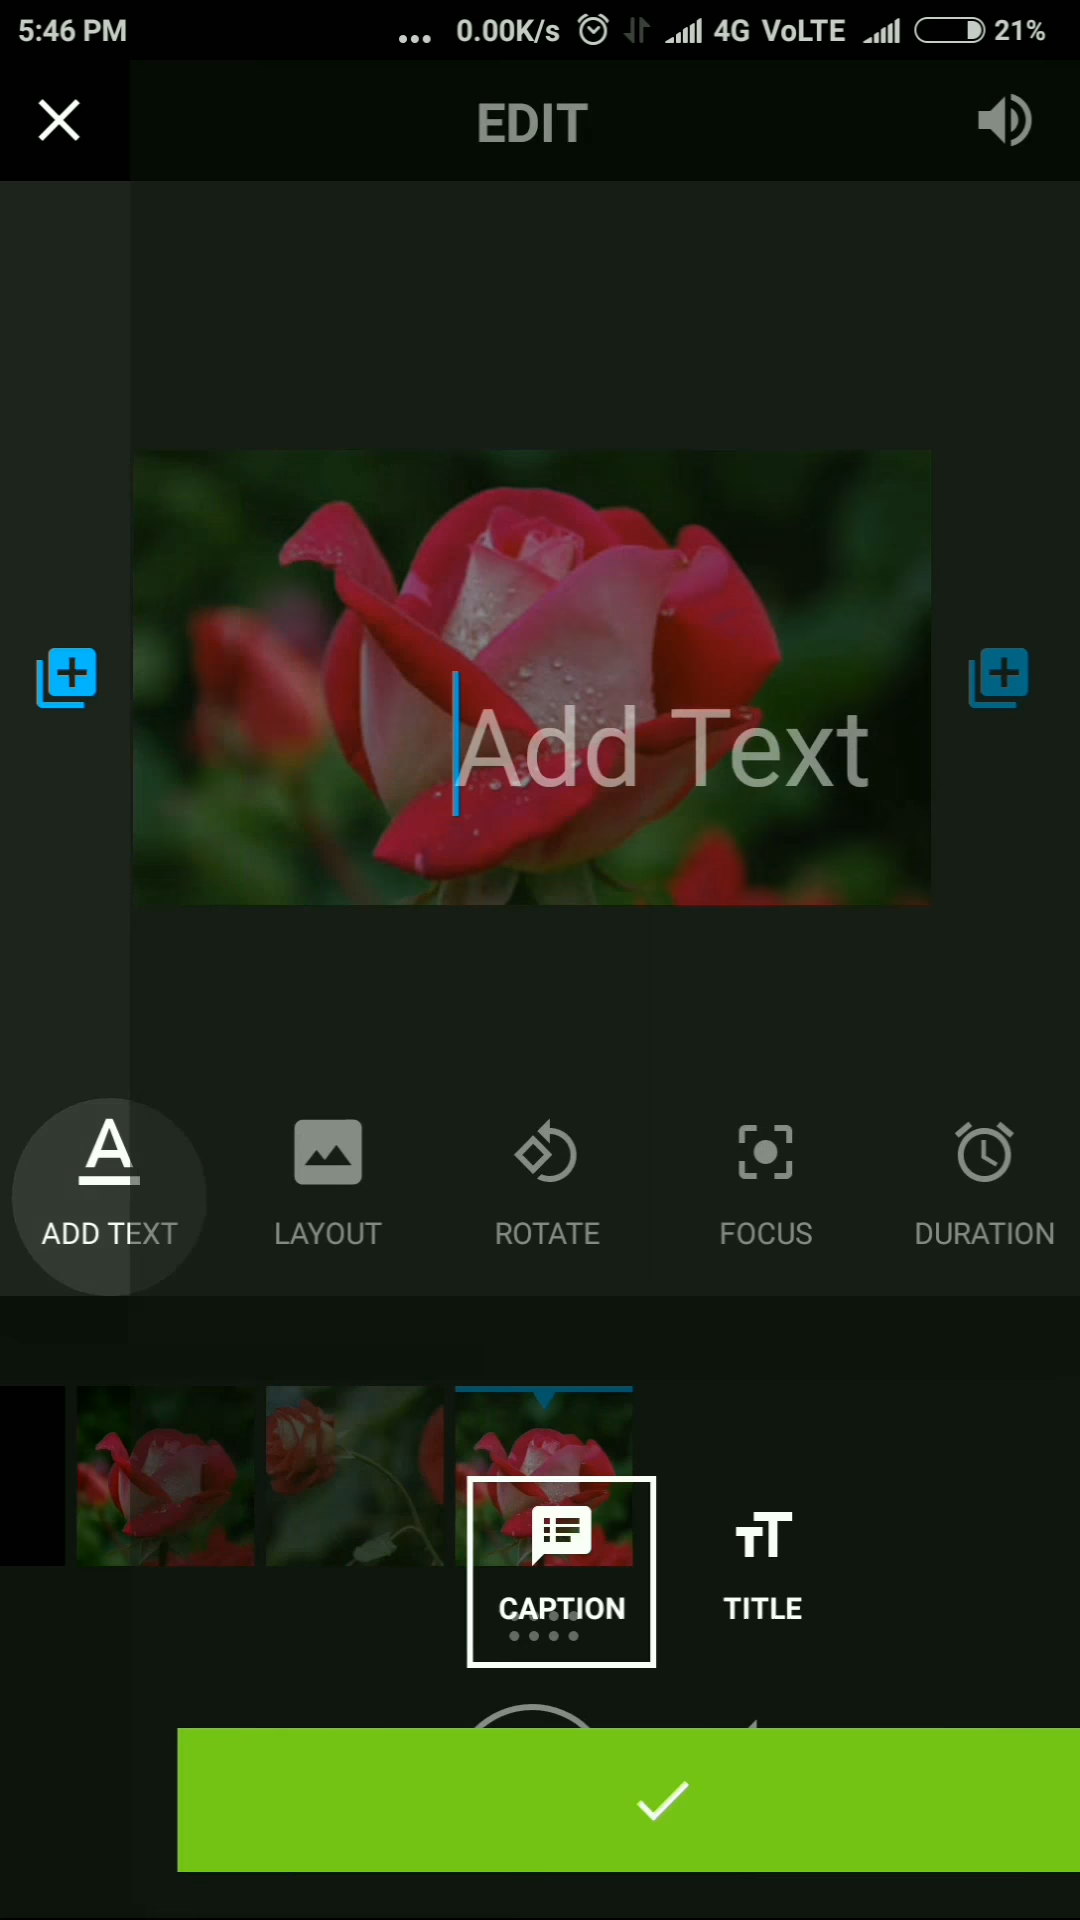 5:46 PM ... 0.00K/s 4G VoLTE 21%
EDIT
Add Text
ADD TEXT LAYOUT ROTATE FOCUS DURATION
CAPTION TITLE